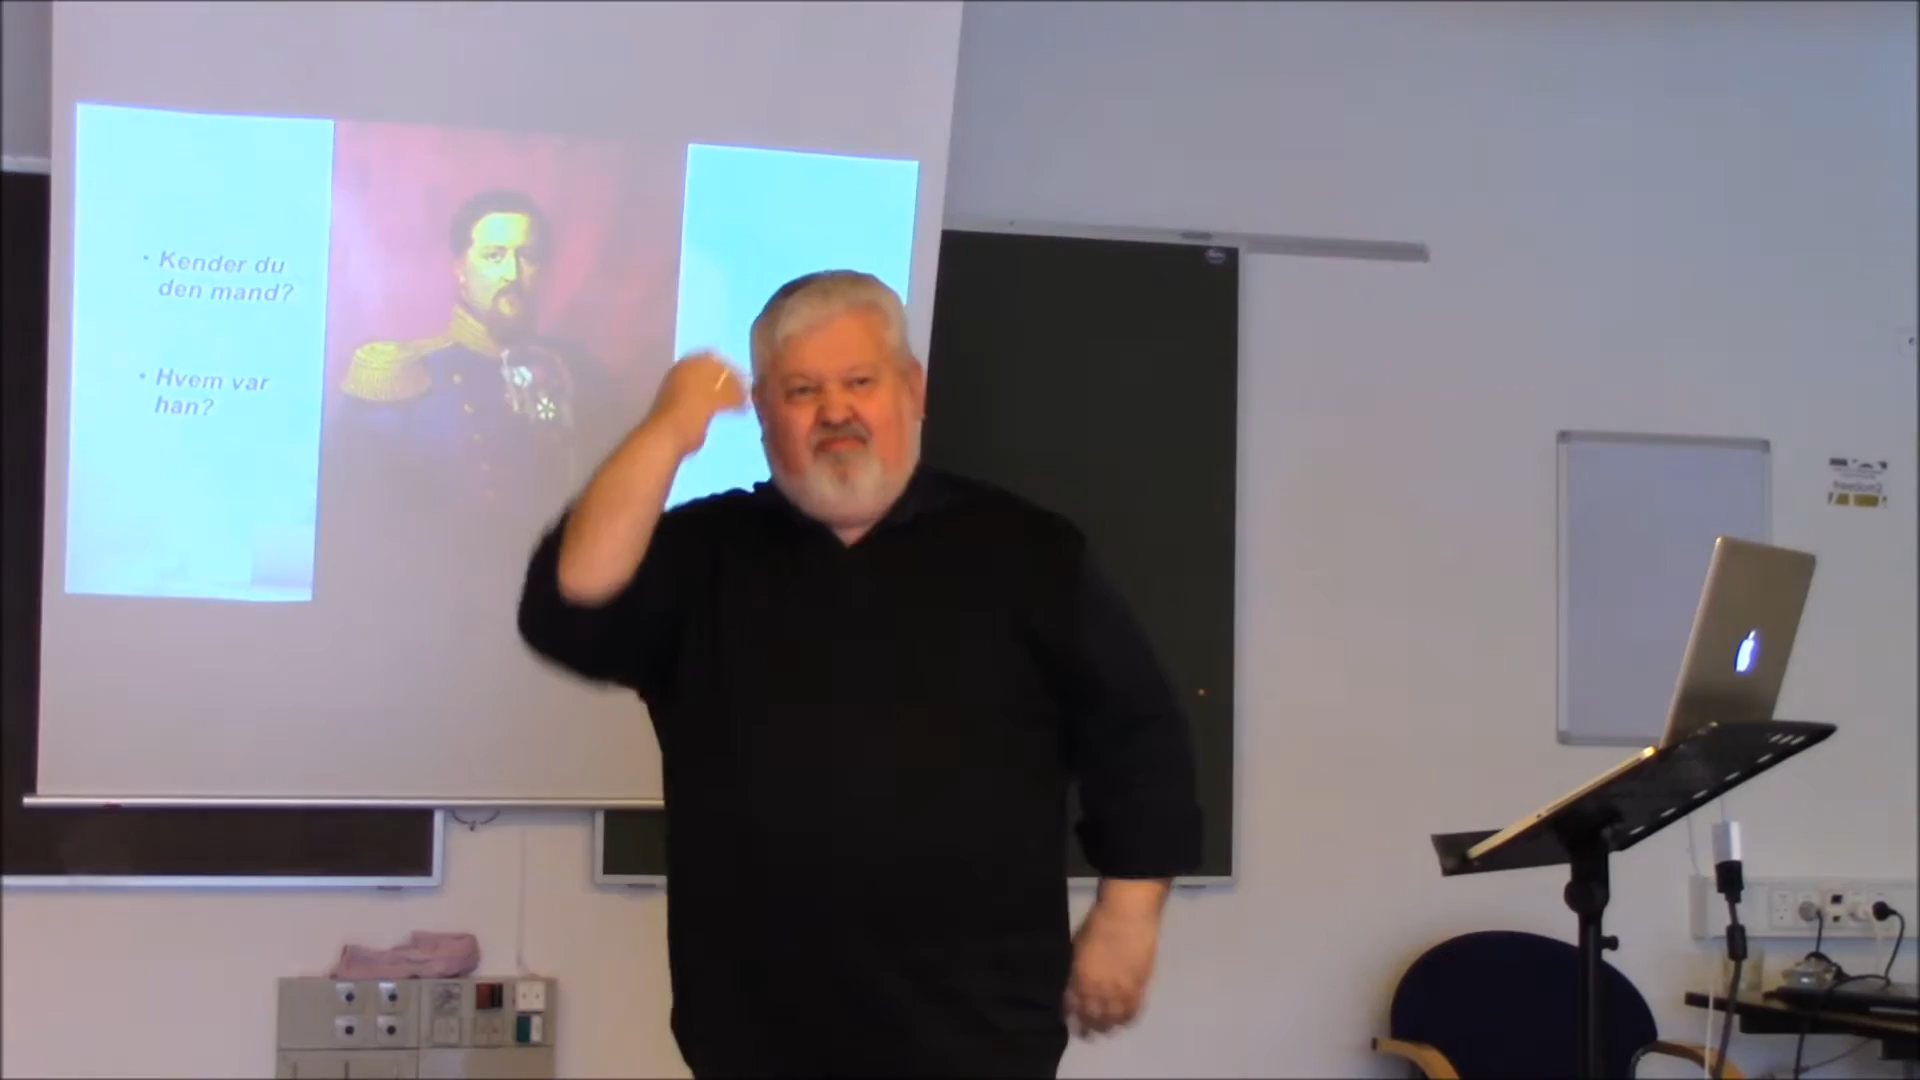 • Kender du
den mand?
• Hvem var
han?